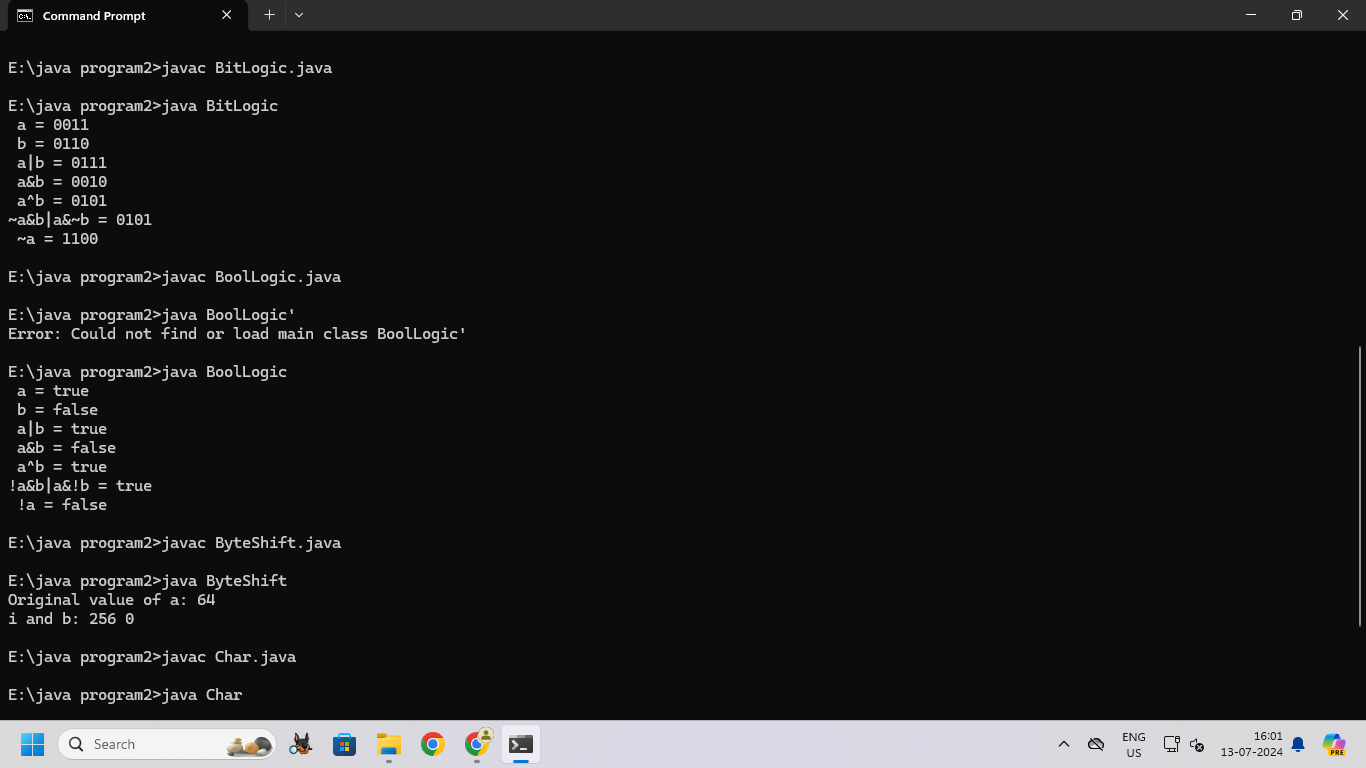 Command Prompt
E:\java program2>javac BitLogic.java
E:\java program2>java BitLogic
a = 0011
b = 0110
a|b = 0111
a&b = 0010
a^b = 0101
~a&b|a&~b = 0101
~a = 1100
E:\java program2>javac BoolLogic.java
E:\java program2>java BoolLogic'
Error: Could not find or load main class BoolLogic'
E:\java program2>java BoolLogic
a = true
b = false
a|b = true
a&b = false
a^b = true
!a&b|a&!b = true
!a = false
E:\java program2>javac ByteShift.java
E:\java program2>java ByteShift
Original value of a: 64
i and b: 256 0
E:\java program2>javac Char.java
E:\java program2>java Char
Search
ENG
US
16:01
13-07-2024
PRE